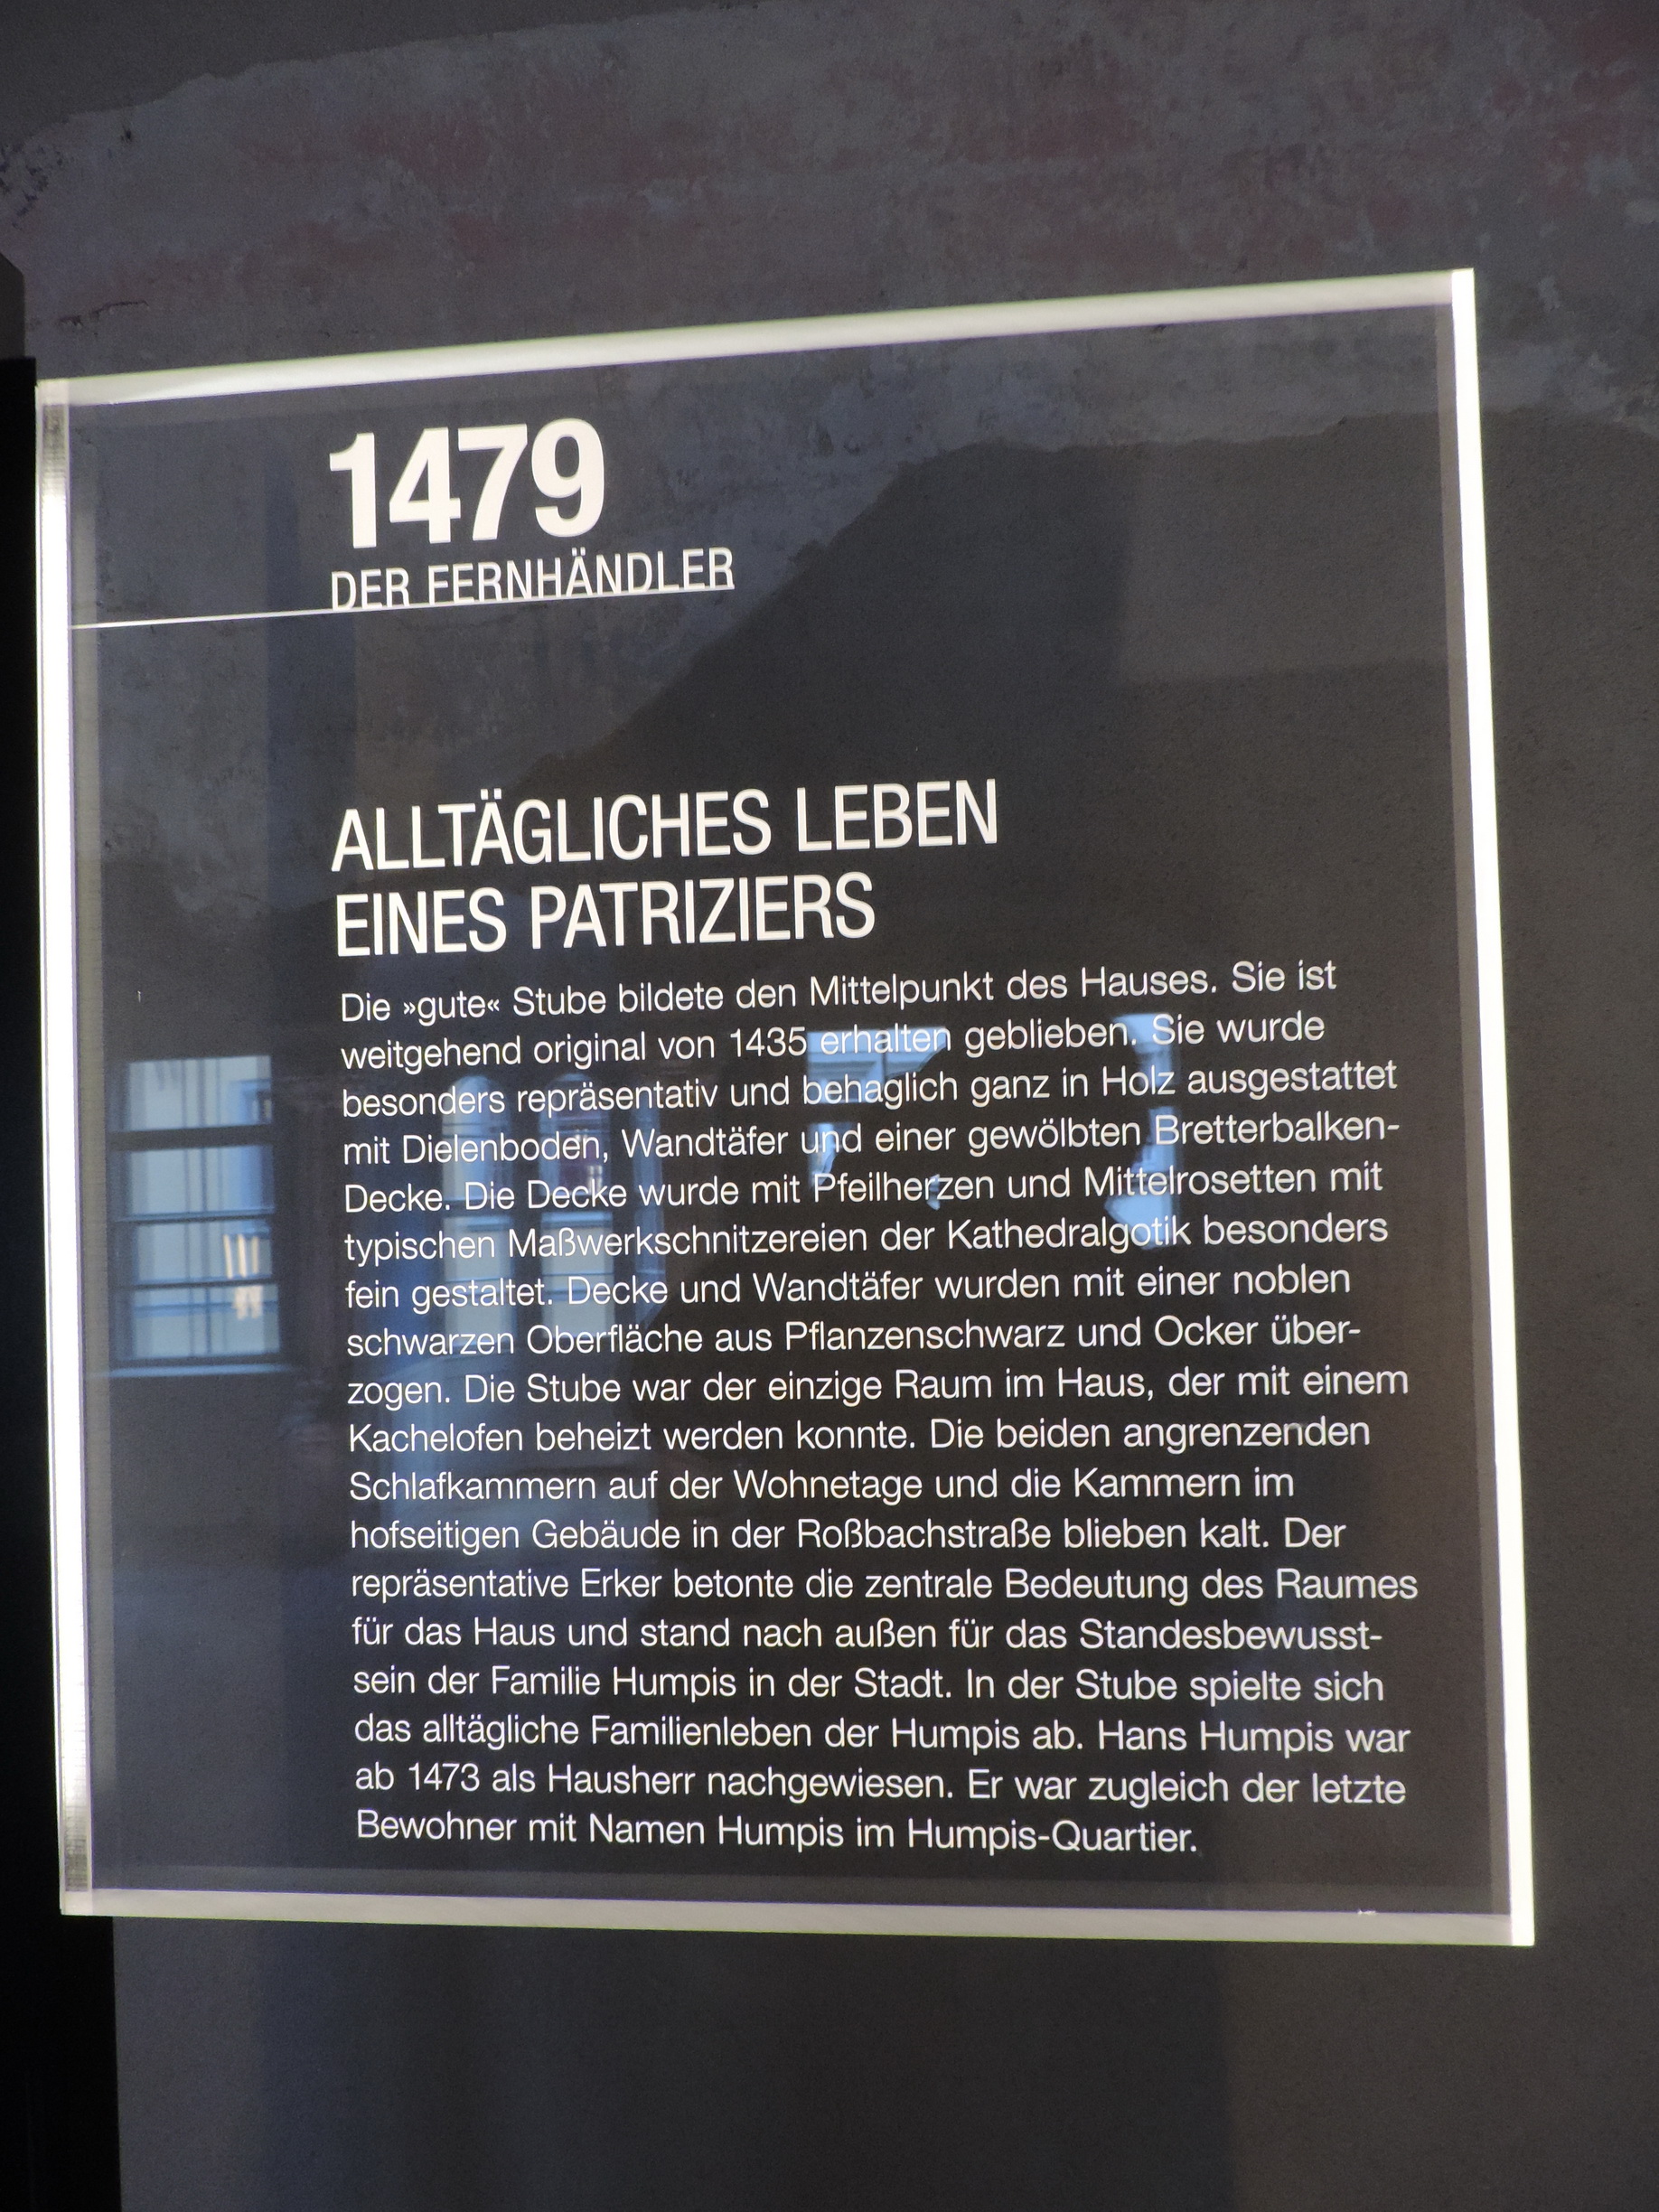 1479
DER FERNHÄNDLER
ALLTÄGLICHES LEBEN
EINES PATRIZIERS
Die »gute« Stube bildete den Mittelpunkt des Hauses. Sie ist
weitgehend original von 1435 erhalten geblieben. Sie wurde
besonders repräsentativ und behaglich ganz in Holz ausgestattet
mit Dielenboden, Wandtäfer und einer gewölbten Bretterbalken-
Decke. Die Decke wurde mit Pfeilherzen und Mittelrosetten mit
typischen Maßwerkschnitzereien der Kathedralgotik besonders
fein gestaltet. Decke und Wandtäfer wurden mit einer noblen
schwarzen Oberfläche aus Pflanzenschwarz und Ocker über-
zogen. Die Stube war der einzige Raum im Haus, der mit einem
Kachelofen beheizt werden konnte. Die beiden angrenzenden
Schlafkammern auf der Wohnetage und die Kammern im
hofseitigen Gebäude in der Roßbachstraße blieben kalt. Der
repräsentative Erker betonte die zentrale Bedeutung des Raumes
für das Haus und stand nach außen für das Standesbewusst-
sein der Familie Humpis in der Stadt. In der Stube spielte sich
das alltägliche Familienleben der Humpis ab. Hans Humpis war
ab 1473 als Hausherr nachgewiesen. Er war zugleich der letzte
Bewohner mit Namen Humpis im Humpis-Quartier.